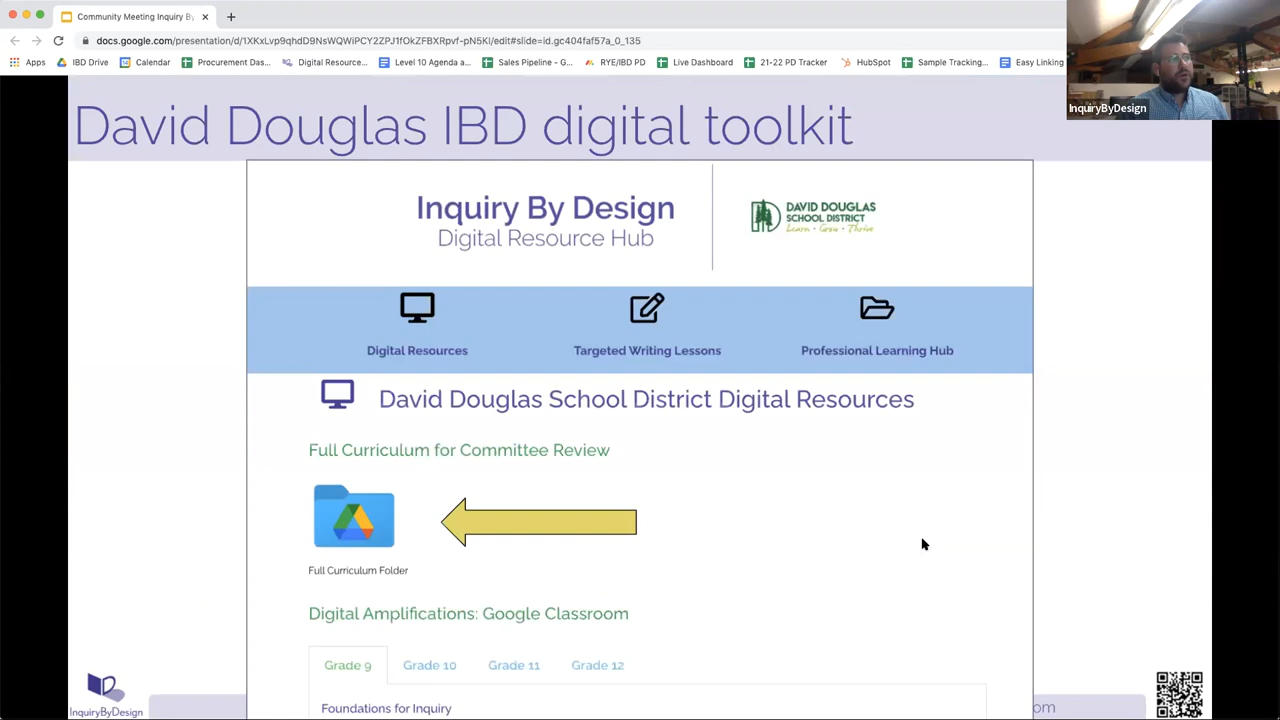 Community Meeting Inquiry By
docs.google.com/presentation/d/1XKxLvp9qhdD9NsWQWiPCY2ZPJ1fOkZFBXRpvf-pN5KI/edit#slide=id.gc404faf57a_0_135
Apps IBD Drive Calendar Procurement Das... Digital Resource... Level 10 Agenda a... Sales Pipeline - G... RYE/IBD PD Live Dashboard 21-22 PD Tracker HubSpot Sample Tracking... Easy Linking
InquiryByDesign
David Douglas IBD digital toolkit
Inquiry By Design
Digital Resource Hub
DAVID DOUGLAS
SCHOOL DISTRICT
Learn • Grow • Thrive
Digital Resources Targeted Writing Lessons Professional Learning Hub
David Douglas School District Digital Resources
Full Curriculum for Committee Review
Full Curriculum Folder
Digital Amplifications: Google Classroom
Grade 9 Grade 10 Grade 11 Grade 12
Foundations for Inquiry
InquiryByDesign
om